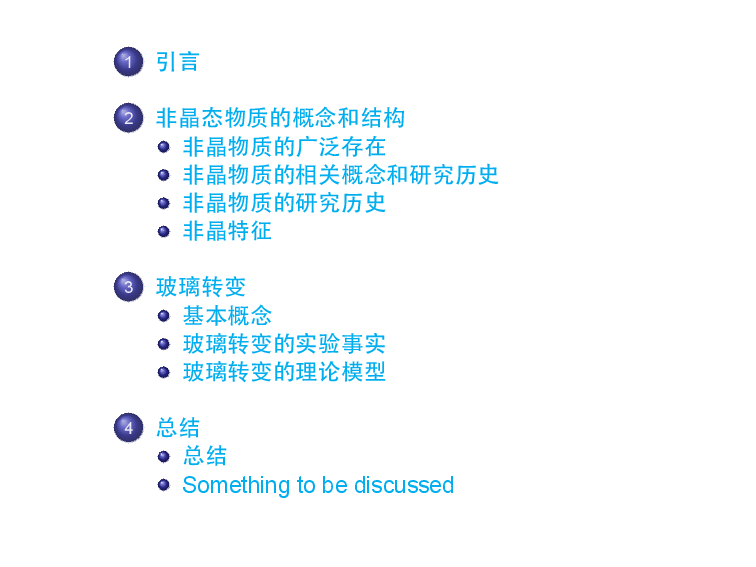 1 引言
2 非晶态物质的概念和结构
非晶物质的广泛存在
非晶物质的相关概念和研究历史
非晶物质的研究历史
非晶特征
3 玻璃转变
基本概念
玻璃转变的实验事实
玻璃转变的理论模型
4 总结
总结
Something to be discussed